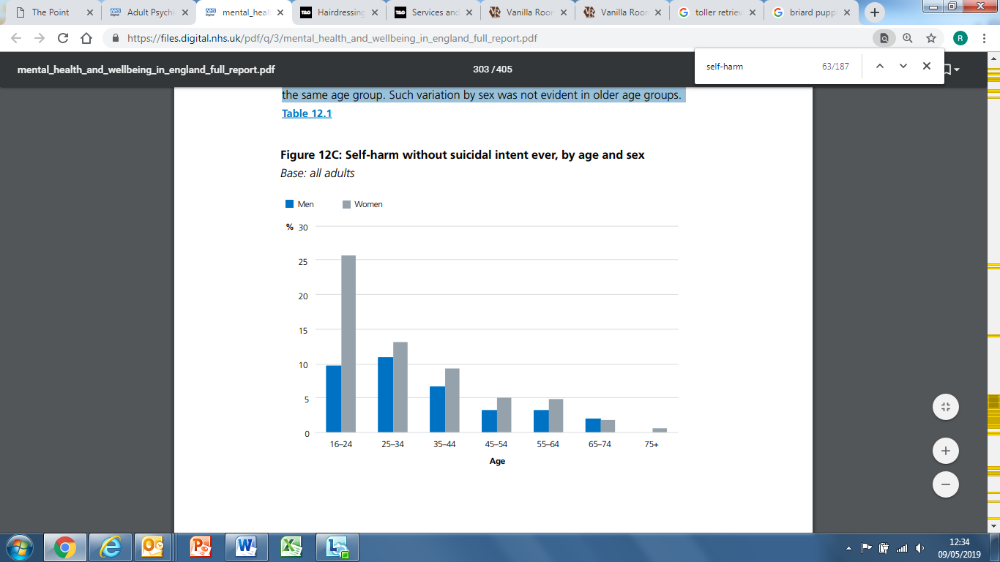 The Point
Adult Psychi
mental_heal
Hairdressing
Services and
Vanilla Room
Vanilla Room
toller retriev
briard pupp
https://files.digital.nhs.uk/pdf/q/3/mental_health_and_wellbeing_in_england_full_report.pdf
R
mental_health_and_wellbeing_in_england_full_report.pdf
303 / 405
self-harm
63/187
the same age group. Such variation by sex was not evident in older age groups.
Table 12.1
Figure 12C: Self-harm without suicidal intent ever, by age and sex
Base: all adults
Men
Women
% 30
25
20
15
10
5
0
16–24 25–34 35–44 45–54 55–64 65–74 75+
Age
12:34
09/05/2019